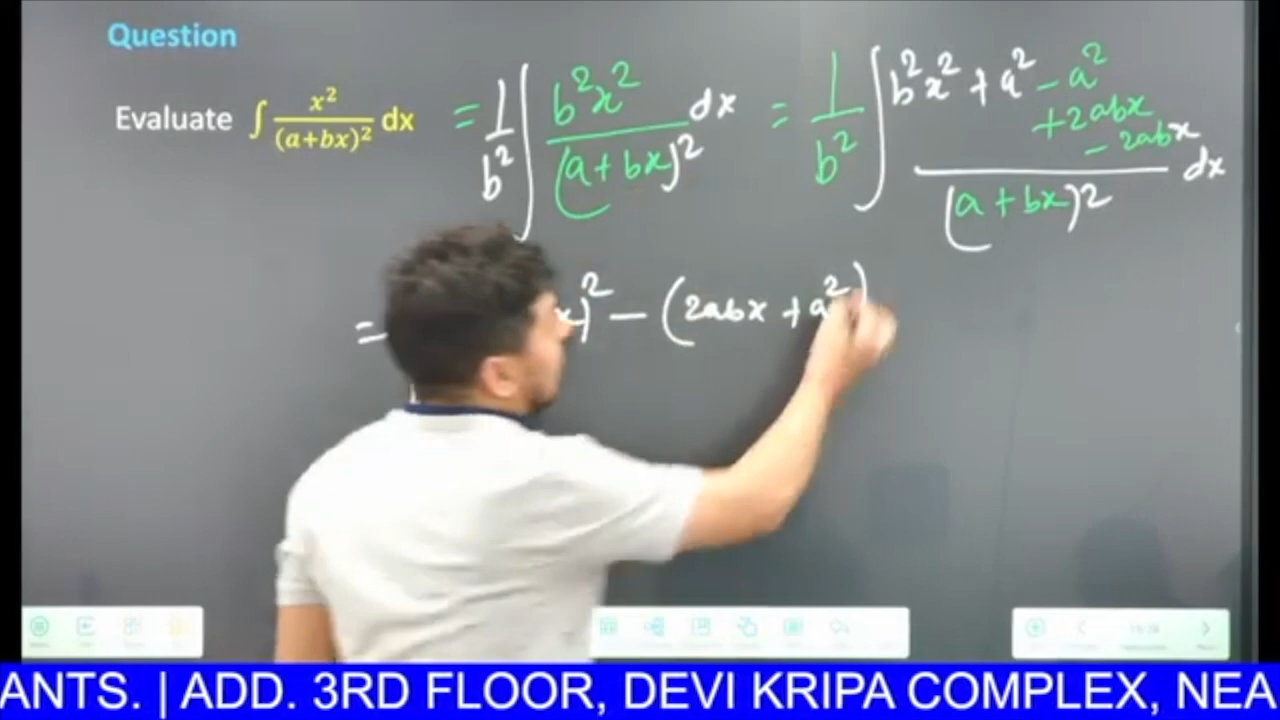 Question
Evaluate ∫ x²/(a+bx)² dx = 1/b² ∫ b²x²/(a+bx)² dx = 1/b² ∫ b²x² + a² - a² + 2abx - 2abx / (a+bx)² dx
= x)² - (2abx + a²)
ANTS. | ADD. 3RD FLOOR, DEVI KRIPA COMPLEX, NEA